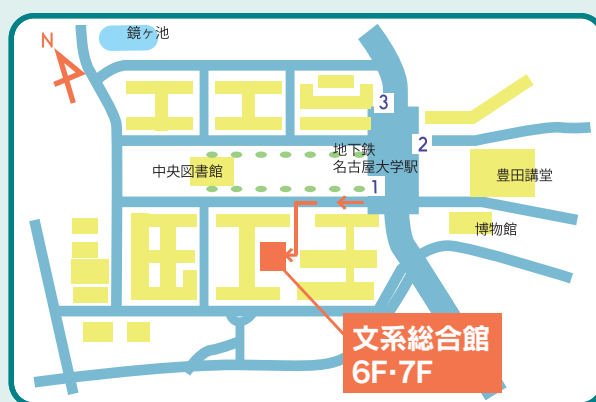 N
鏡ヶ池
3
2
地下鉄
名古屋大学駅
中央図書館
豊田講堂
1
博物館
文系総合館
6F·7F